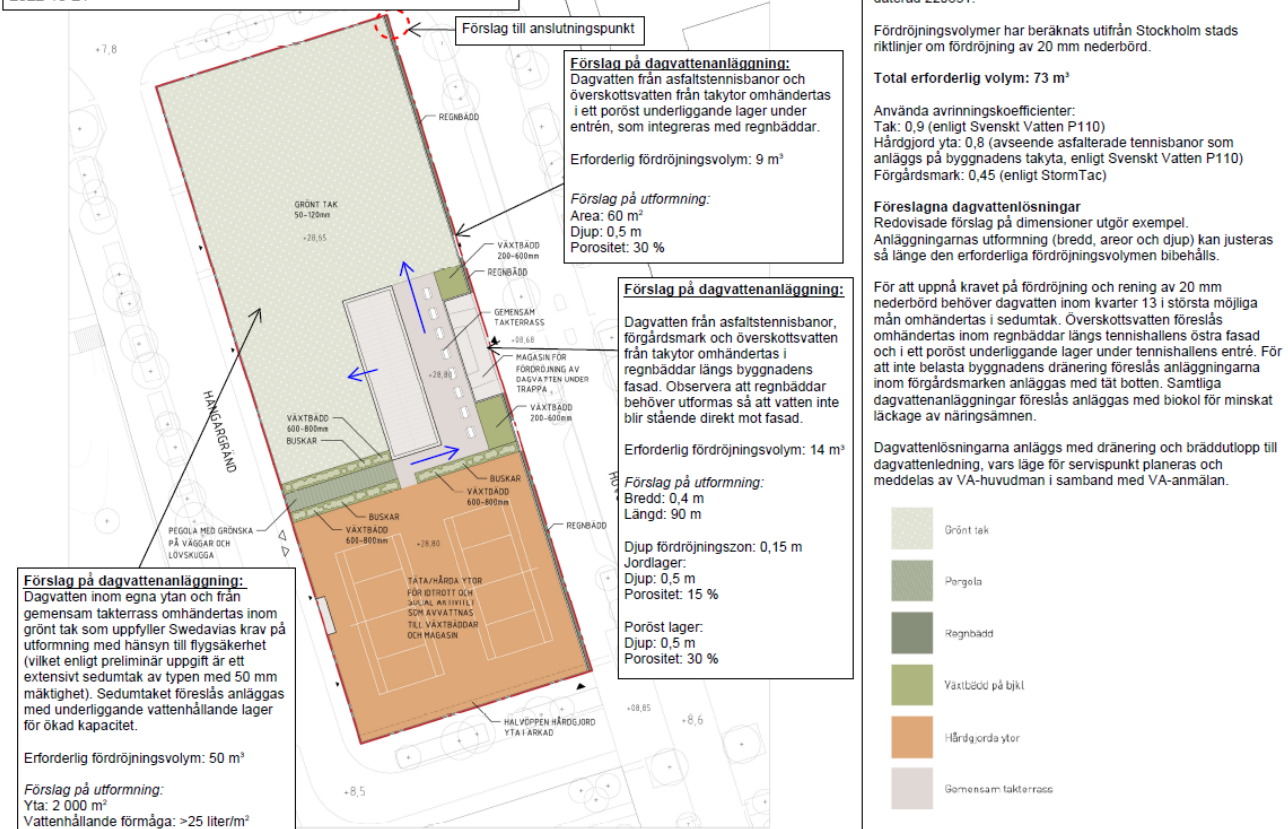 Förslag till anslutningspunkt
+7,8
Förslag på dagvattenanläggning:
Dagvatten från asfaltstennisbanor och
överskottsvatten från takytor omhändertas
i ett poröst underliggande lager under
entrén, som integreras med regnbäddar.
Erforderlig fördröjningsvolym: 9 m³
Förslag på utformning:
Area: 60 m²
Djup: 0,5 m
Porositet: 30 %
REGNBÄDD
GRÖNT TAK
50-120mm
+28,65
VÄXTBÄDD
200-600mm
REGNBÄDD
GEMENSAM
TAKTERRASS
+08,68
+28,80
MAGASIN FÖR
FÖRDRÖJNING AV
DAGVATTEN UNDER
TRAPPA
VÄXTBÄDD
200-600mm
HANGARGRÄND
VÄXTBÄDD
600-800mm
BUSKAR
BUSKAR
VÄXTBÄDD
600-800mm
BUSKAR
VÄXTBÄDD
600-800mm
REGNBÄDD
PEGOLA MED GRÖNSKA
PÅ VÄGGAR OCH
LÖVSKUGGA
+28,80
TÄTA/HÅRDA YTOR
FÖR IDTROTT OCH
SOCIAL AKTIVITET
SOM AVVATTNAS
TILL VÄXTBÄDDAR
OCH MAGASIN
HALVÖPPEN HÅRDGJORD
YTA I ARKAD
+08,85
+8,6
+8,5
Förslag på dagvattenanläggning:
Dagvatten från asfaltstennisbanor,
förgårdsmark och överskottsvatten
från takytor omhändertas i
regnbäddar längs byggnadens
fasad. Observera att regnbäddar
behöver utformas så att vatten inte
blir stående direkt mot fasad.
Erforderlig fördröjningsvolym: 14 m³
Förslag på utformning:
Bredd: 0,4 m
Längd: 90 m
Djup fördröjningszon: 0,15 m
Jordlager:
Djup: 0,5 m
Porositet: 15 %
Poröst lager:
Djup: 0,5 m
Porositet: 30 %
Förslag på dagvattenanläggning:
Dagvatten inom egna ytan och från
gemensam takterrass omhändertas inom
grönt tak som uppfyller Swedavias krav på
utformning med hänsyn till flygsäkerhet
(vilket enligt preliminär uppgift är ett
extensivt sedumtak av typen med 50 mm
mäktighet). Sedumtaket föreslås anläggas
med underliggande vattenhållande lager
för ökad kapacitet.
Erforderlig fördröjningsvolym: 50 m³
Förslag på utformning:
Yta: 2 000 m²
Vattenhållande förmåga: >25 liter/m²
Fördröjningsvolymer har beräknats utifrån Stockholm stads
riktlinjer om fördröjning av 20 mm nederbörd.
Total erforderlig volym: 73 m³
Använda avrinningskoefficienter:
Tak: 0,9 (enligt Svenskt Vatten P110)
Hårdgjord yta: 0,8 (avseende asfalterade tennisbanor som
anläggs på byggnadens takyta, enligt Svenskt Vatten P110)
Förgårdsmark: 0,45 (enligt StormTac)
Föreslagna dagvattenlösningar
Redovisade förslag på dimensioner utgör exempel.
Anläggningarnas utformning (bredd, areor och djup) kan justeras
så länge den erforderliga fördröjningsvolymen bibehålls.
För att uppnå kravet på fördröjning och rening av 20 mm
nederbörd behöver dagvatten inom kvarter 13 i största möjliga
mån omhändertas i sedumtak. Överskottsvatten föreslås
omhändertas inom regnbäddar längs tennishallens östra fasad
och i ett poröst underliggande lager under tennishallens entré. För
att inte belasta byggnadens dränering föreslås anläggningarna
inom förgårdsmarken anläggas med tät botten. Samtliga
dagvattenanläggningar föreslås anläggas med biokol för minskat
läckage av näringsämnen.
Dagvattenlösningarna anläggs med dränering och bräddutlopp till
dagvattenledning, vars läge för servispunkt planeras och
meddelas av VA-huvudman i samband med VA-anmälan.
Grönt tak
Pergola
Regnbädd
Växtbädd på bjkl
Hårdgjorda ytor
Gemensam takterrass